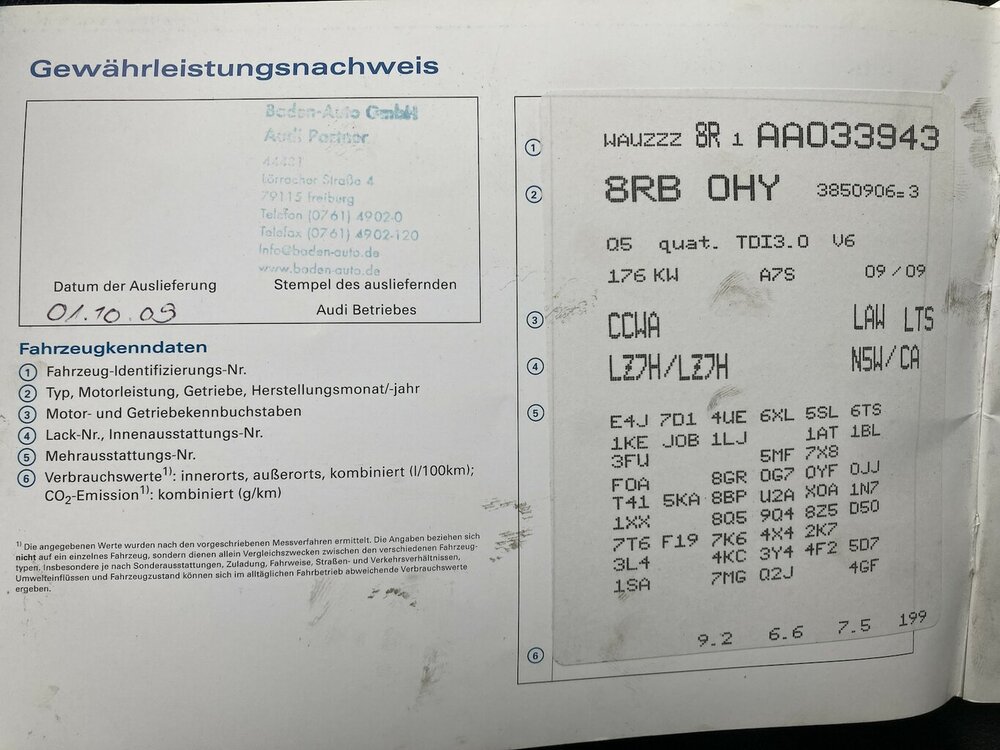 Gewährleistungsnachweis
Baden-Auto GmbH
Audi Partner
44421
Lörracher Straße 4
79115 Freiburg
Telefon (0761) 4902-0
Telefax (0761) 4902-120
Info@baden-auto.de
www.baden-auto.de
Datum der Auslieferung
Stempel des ausliefernden
Audi Betriebes
01.10.09
Fahrzeugkenndaten
1 Fahrzeug-Identifizierungs-Nr.
2 Typ, Motorleistung, Getriebe, Herstellungsmonat/-jahr
3 Motor- und Getriebekennbuchstaben
4 Lack-Nr., Innenausstattungs-Nr.
5 Mehrausstattungs-Nr.
6 Verbrauchswerte1): innerorts, außerorts, kombiniert (l/100km);
CO2-Emission1): kombiniert (g/km)
1) Die angegebenen Werte wurden nach den vorgeschriebenen Messverfahren ermittelt. Die Angaben beziehen sich
nicht auf ein einzelnes Fahrzeug, sondern dienen allein Vergleichszwecken zwischen den verschiedenen Fahrzeug-
typen. Insbesondere je nach Sonderausstattungen, Zuladung, Fahrweise, Straßen- und Verkehrsverhältnissen,
Umwelteinflüssen und Fahrzeugzustand können sich im alltäglichen Fahrbetrieb abweichende Verbrauchswerte
ergeben.
1 WAUZZZ 8R 1 AA033943
2 8RB 0HY 3850906=3
Q5 quat. TDI3.0 V6
176 KW A7S 09/09
3 CCWA LAW LTS
4 LZ7H/LZ7H N5W/CA
5 E4J 7D1 4UE 6XL 5SL 6TS
1KE J0B 1LJ 1AT 1BL
3FU 5MF 7X8
F0A 8GR 0G7 0YF 0JJ
T41 5KA 8BP U2A X0A 1N7
1XX 8Q5 9Q4 8Z5 D50
7T6 F19 7K6 4X4 2K7
3L4 4KC 3Y4 4F2 5D7
1SA 7MG Q2J 4GF
6 9.2 6.6 7.5 199